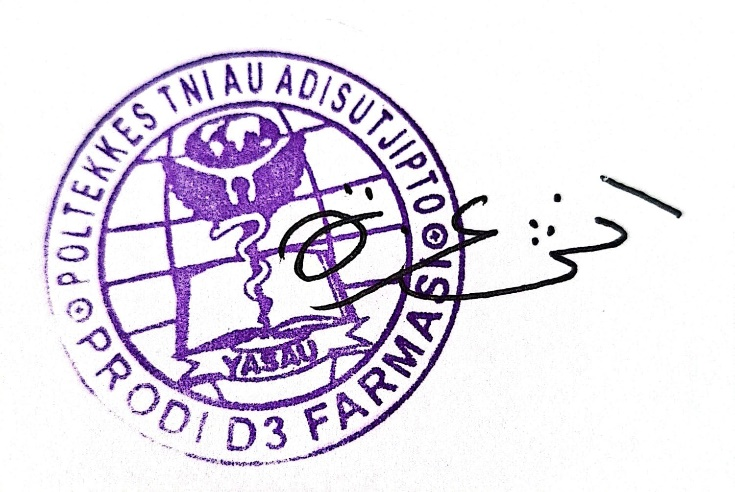 POLTEKKES TNI AU ADISUTJIPTO
YASAU
PRODI D3 FARMASI